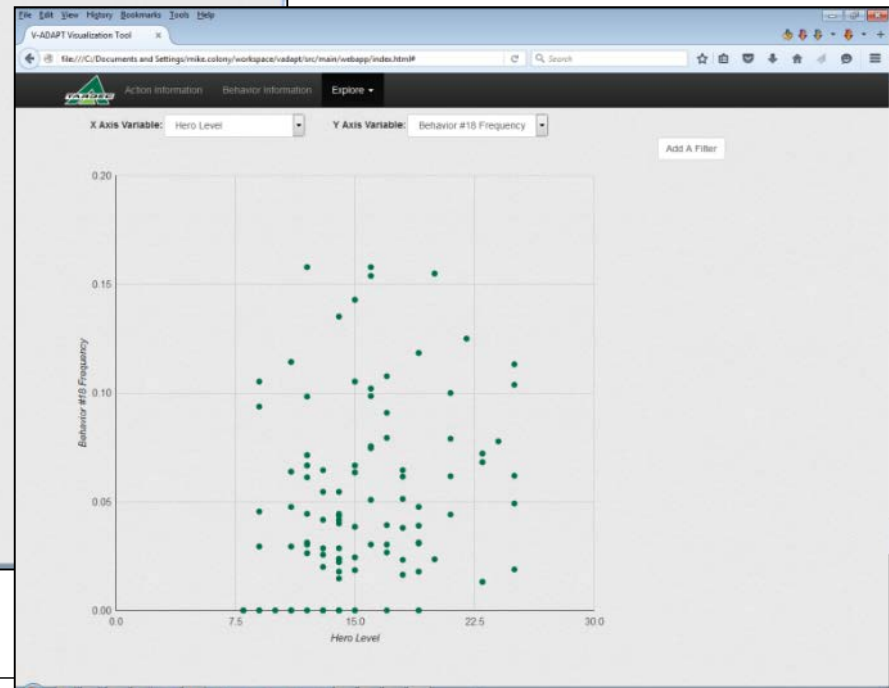 File Edit View History Bookmarks Tools Help
V-ADAPT Visualization Tool ×
file:///C:/Documents and Settings/mike.colony/workspace/vadapt/src/main/webapp/index.html# Search
Action Information Behavior Information Explore
X Axis Variable: Hero Level Y Axis Variable: Behavior #18 Frequency
Add A Filter
0.20
0.15
0.10
0.05
0.00
Behavior #18 Frequency
0.0 7.5 15.0 22.5 30.0
Hero Level